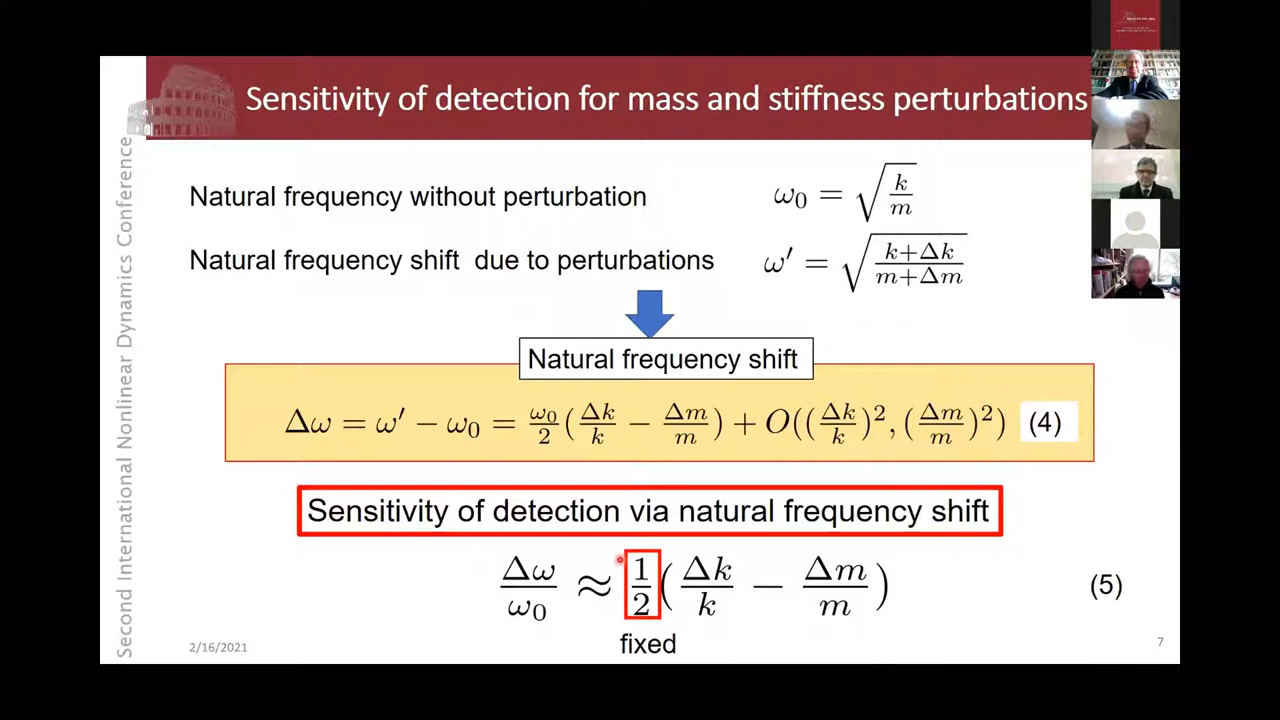 Sensitivity of detection for mass and stiffness perturbations
Second International Nonlinear Dynamics Conference
Natural frequency without perturbation
ω₀ = √(k/m)
Natural frequency shift due to perturbations
ω′ = √((k+Δk)/(m+Δm))
Natural frequency shift
Δω = ω′ − ω₀ = ω₀/2 (Δk/k − Δm/m) + O((Δk/k)², (Δm/m)²) (4)
Sensitivity of detection via natural frequency shift
Δω/ω₀ ≈ 1/2 (Δk/k − Δm/m) (5)
fixed
2/16/2021
7